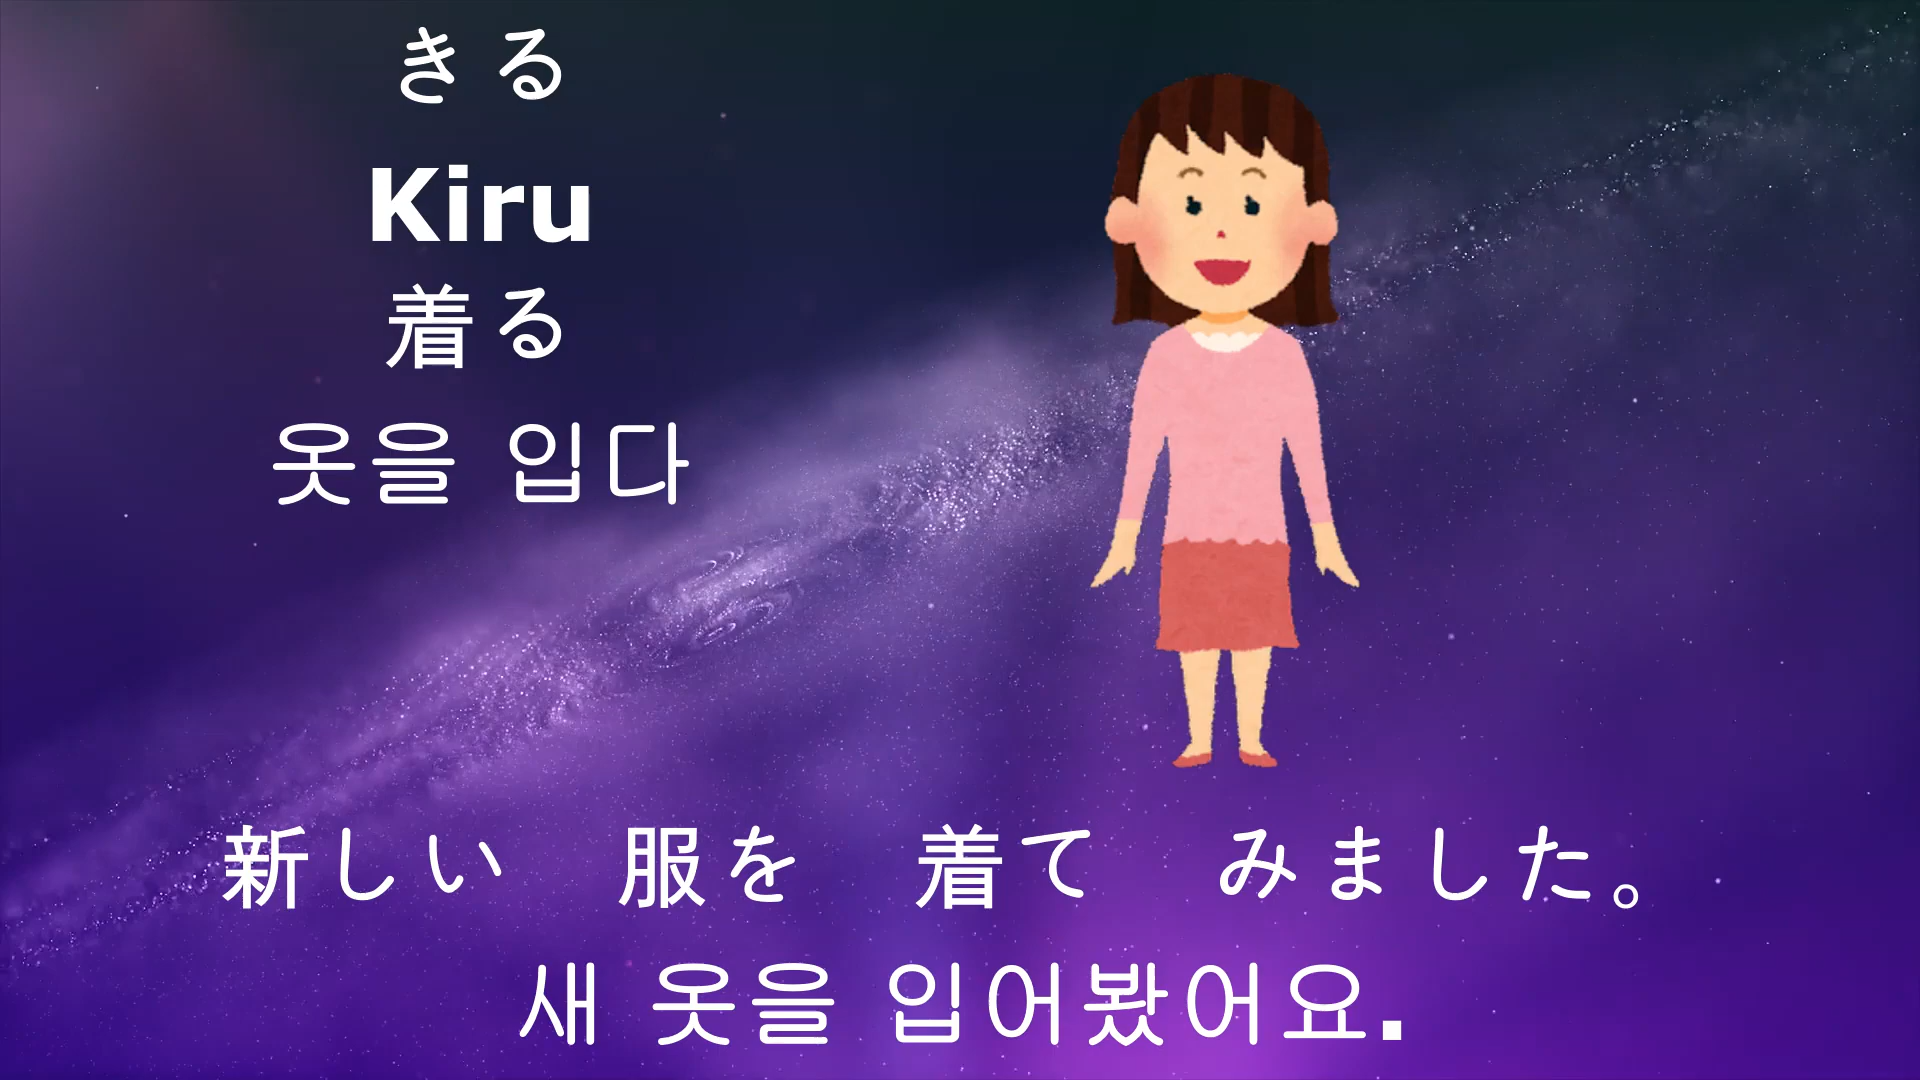 きる
Kiru
着る
옷을 입다
新しい　服を　着て　みました。
새 옷을 입어봤어요.